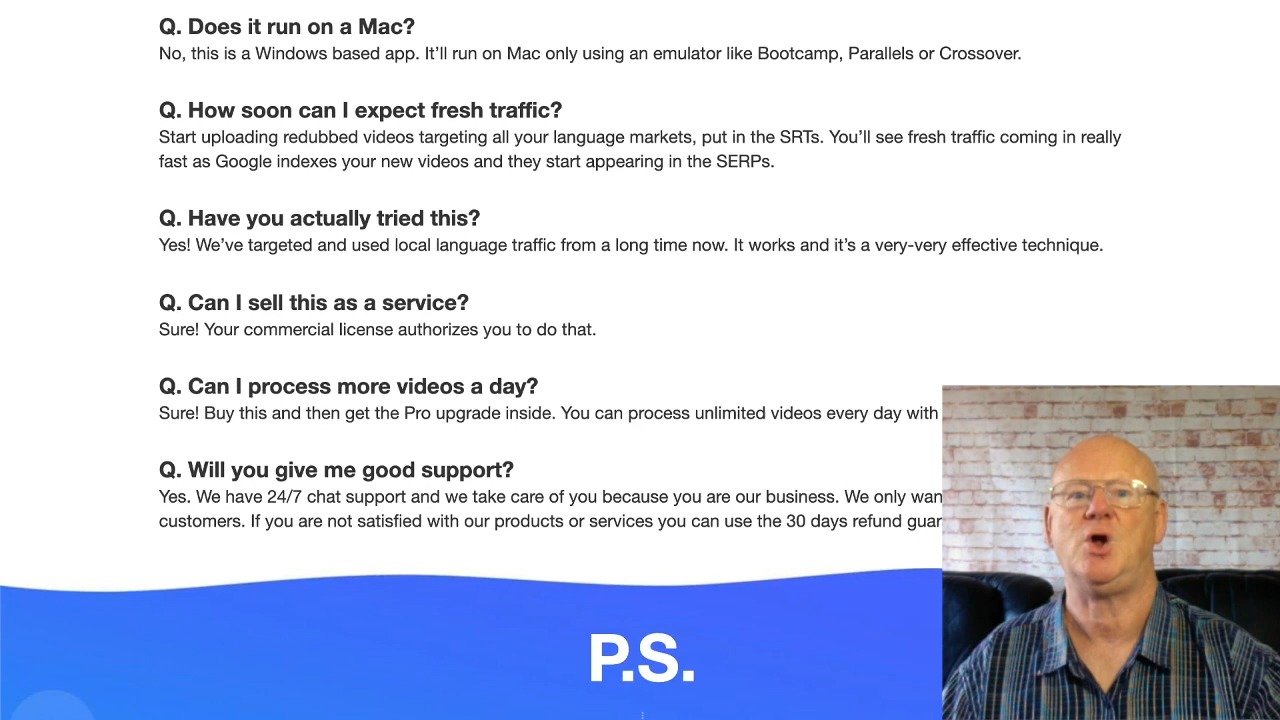 Q. Does it run on a Mac?
No, this is a Windows based app. It’ll run on Mac only using an emulator like Bootcamp, Parallels or Crossover.
Q. How soon can I expect fresh traffic?
Start uploading redubbed videos targeting all your language markets, put in the SRTs. You’ll see fresh traffic coming in really
fast as Google indexes your new videos and they start appearing in the SERPs.
Q. Have you actually tried this?
Yes! We’ve targeted and used local language traffic from a long time now. It works and it’s a very-very effective technique.
Q. Can I sell this as a service?
Sure! Your commercial license authorizes you to do that.
Q. Can I process more videos a day?
Sure! Buy this and then get the Pro upgrade inside. You can process unlimited videos every day with
Q. Will you give me good support?
Yes. We have 24/7 chat support and we take care of you because you are our business. We only
customers. If you are not satisfied with our products or services you can use the 30 days refund
P.S.